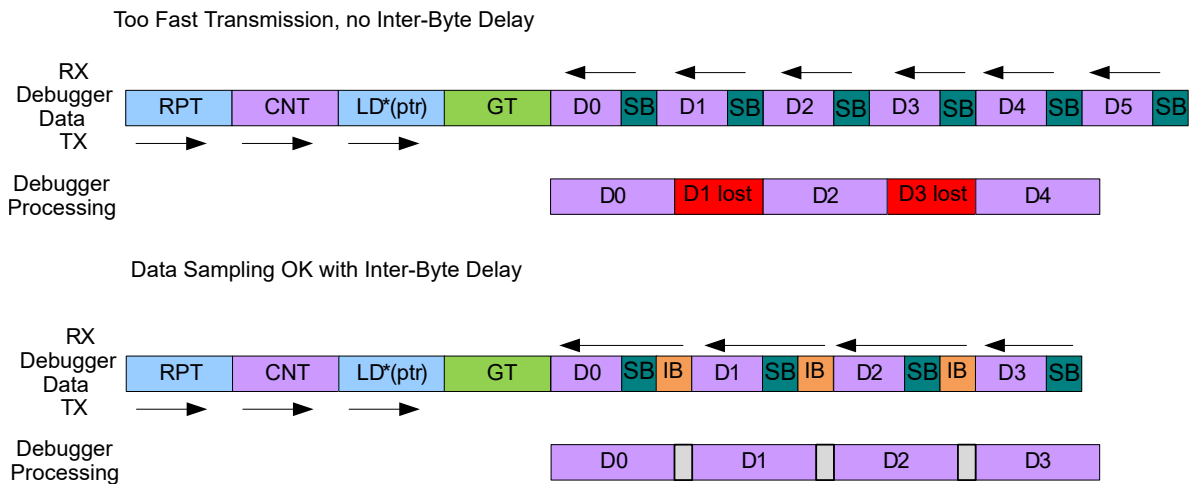 Too Fast Transmission, no Inter-Byte Delay
RX
Debugger
Data
TX
RPT CNT LD*(ptr) GT D0 SB D1 SB D2 SB D3 SB D4 SB D5 SB
Debugger
Processing
D0 D1 lost D2 D3 lost D4
Data Sampling OK with Inter-Byte Delay
RX
Debugger
Data
TX
RPT CNT LD*(ptr) GT D0 SB IB D1 SB IB D2 SB IB D3 SB
Debugger
Processing
D0 D1 D2 D3